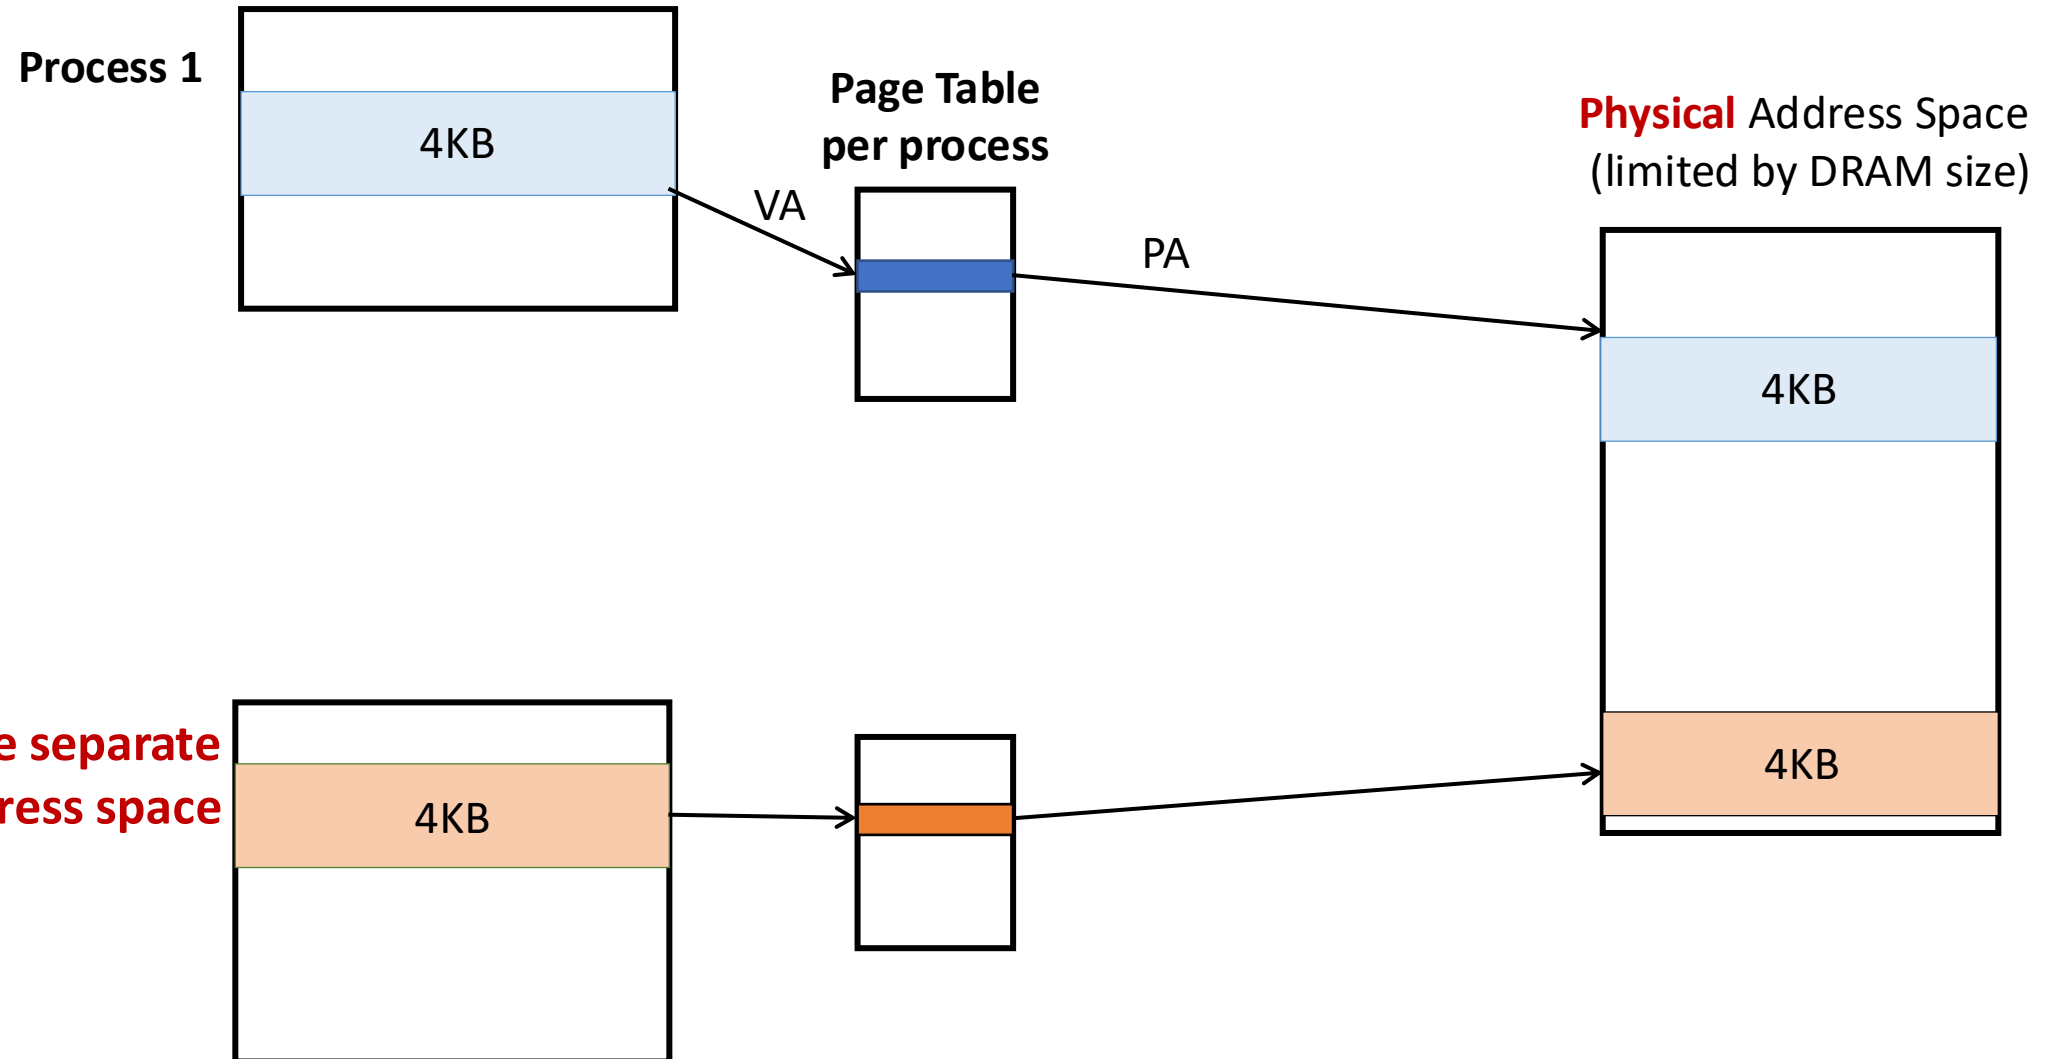 Process 1
4KB
Page Table
per process
VA
PA
Physical Address Space
(limited by DRAM size)
4KB
separate
space
4KB
4KB